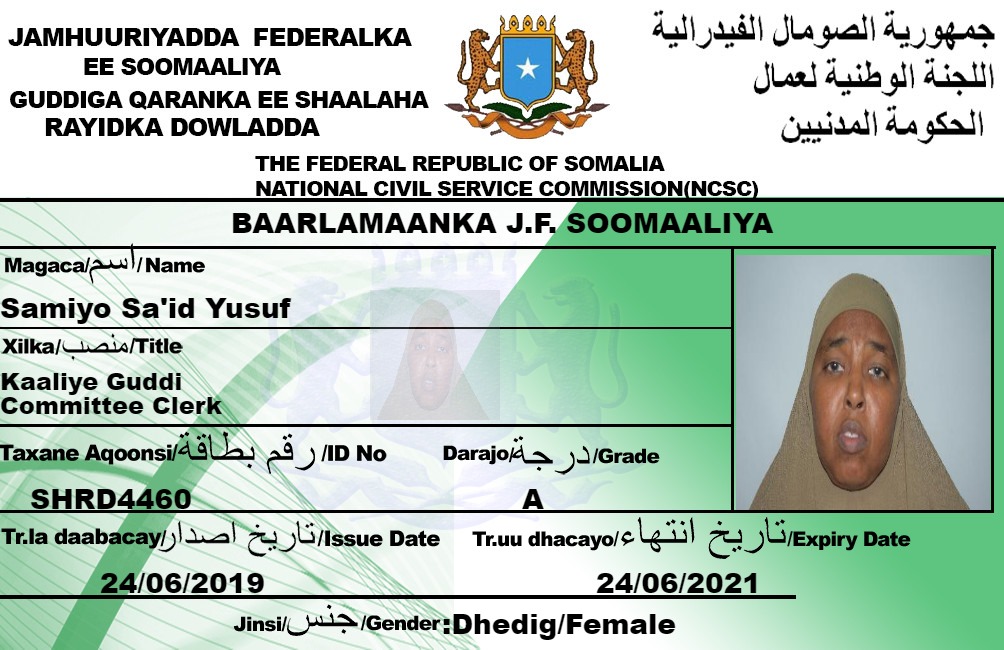 JAMHUURIYADDA FEDERALKA
EE SOOMAALIYA
GUDDIGA QARANKA EE SHAALAHA
RAYIDKA DOWLADDA
جمهورية الصومال الفيدرالية
اللجنة الوطنية لعمال
الحكومة المدنيين
THE FEDERAL REPUBLIC OF SOMALIA
NATIONAL CIVIL SERVICE COMMISSION(NCSC)
BAARLAMAANKA J.F. SOOMAALIYA
Magaca/اسم/Name
Samiyo Sa'id Yusuf
Xilka/منصب/Title
Kaaliye Guddi
Committee Clerk
Taxane Aqoonsi/رقم بطاقة/ID No
SHRD4460
Darajo/درجة/Grade
A
Tr.la daabacay/تاريخ اصدار/Issue Date
24/06/2019
Tr.uu dhacayo/تاريخ انتهاء/Expiry Date
24/06/2021
Jinsi/جنس/Gender:Dhedig/Female